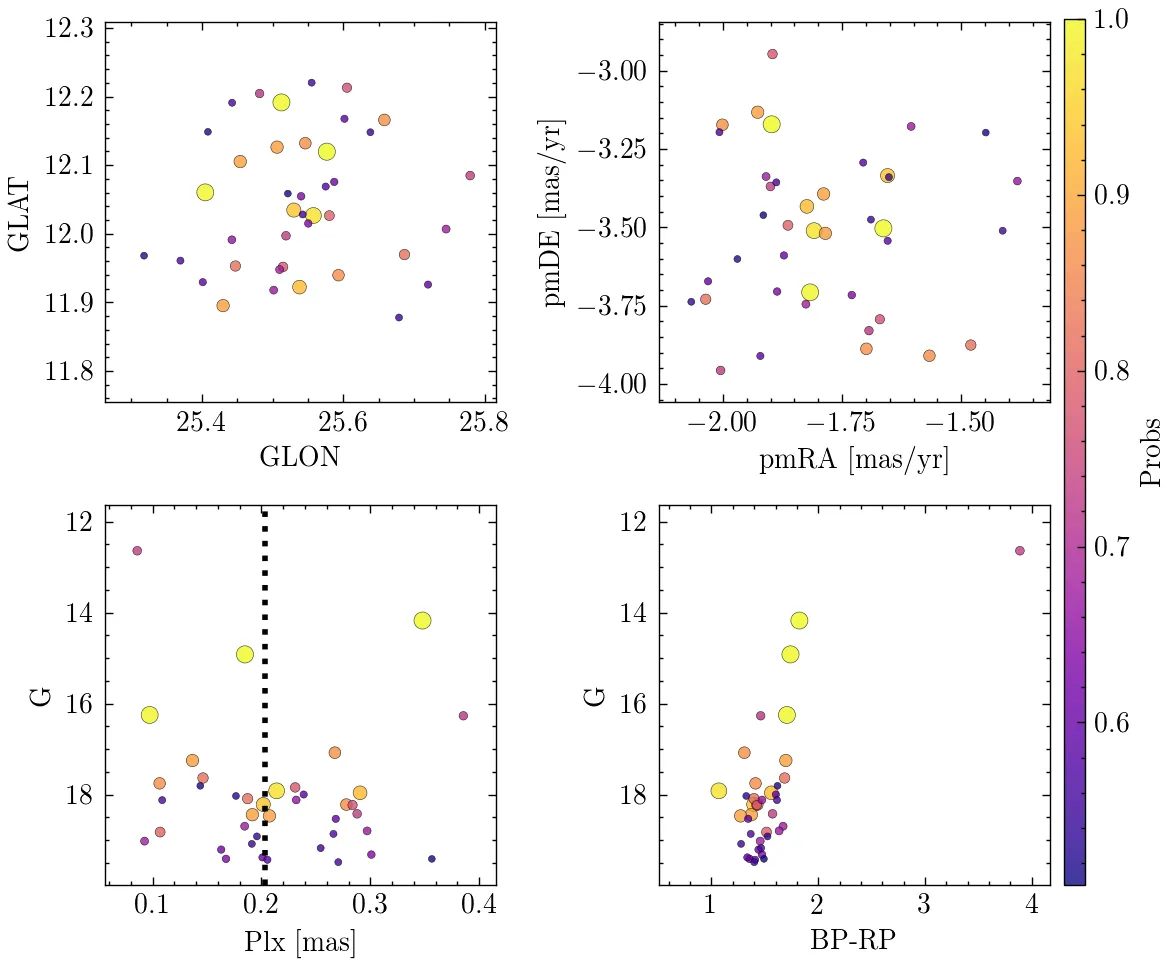 12.3
12.2
12.1
12.0
11.9
11.8
GLAT
25.4 25.6 25.8
GLON
−3.00
−3.25
−3.50
−3.75
−4.00
pmDE [mas/yr]
−2.00 −1.75 −1.50
pmRA [mas/yr]
1.0
0.9
0.8
0.7
0.6
Probs
12
14
16
18
G
0.1 0.2 0.3 0.4
Plx [mas]
12
14
16
18
G
1 2 3 4
BP-RP